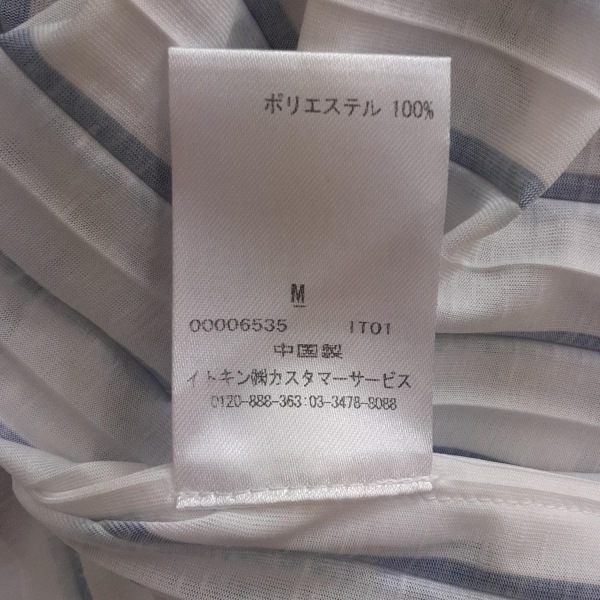 ポリエステル 100%
M
00006535 IT01
中国製
イトキン㈱カスタマーサービス
0120-888-363:03-3478-8088